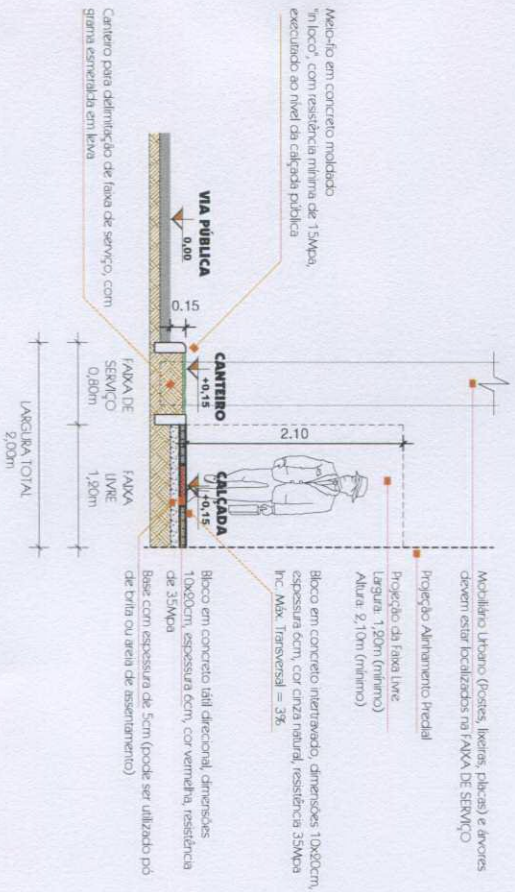 Mobiliário Urbano (Postes, lixeiras, placas) e árvores
devem estar localizados na FAIXA DE SERVIÇO
Projeção Alinhamento Predial
Projeção da Faixa Livre
Largura: 1,20m (mínimo)
Altura: 2,10m (mínimo)
Bloco em concreto intertravado, dimensões 10x20cm,
espessura 6cm, cor cinza natural, resistência 35Mpa
Inc. Máx. Transversal = 3%
Bloco em concreto tátil direcional, dimensões
10x20cm, espessura 6cm, cor vermelha, resistência
de 35Mpa
Base com espessura de 5cm (pode ser utilizado pó
de brita ou areia de assentamento)
Meio-fio em concreto moldado
"in loco", com resistência mínima de 15Mpa,
executado ao nível da calçada pública
Canteiro para delimitação de faixa de serviço, com
grama esmeralda em leiva
VIA PÚBLICA
0,00
0.15
CANTEIRO
+0,15
2.10
CALÇADA
+0,15
FAIXA DE
SERVIÇO
0,80m
FAIXA
LIVRE
1,20m
LARGURA TOTAL
2,00m